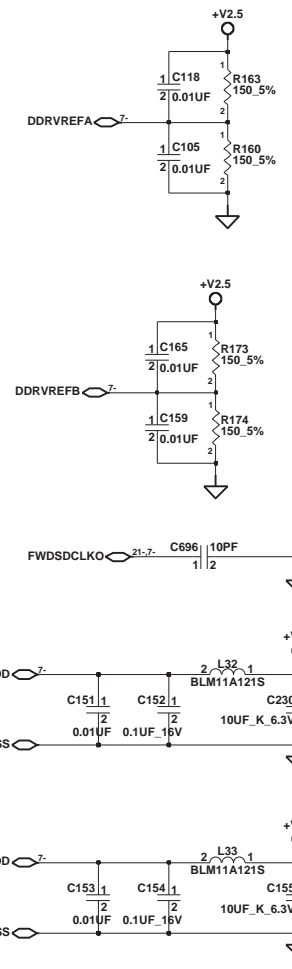 +V2.5
1 C118 1 R163
2 0.01UF 150_5%
DDRVREFA 7- 2
1 C105 1 R160
2 0.01UF 150_5%
2
+V2.5
1 C165 1 R173
2 0.01UF 150_5%
DDRVREFB 7- 2
1 C159 1 R174
2 0.01UF 150_5%
2
FWDSDCLKO 21-,7- C696 10PF
1 2
7- 2 L32 1
BLM11A121S
C151 1 C152 1 C230
2 2 10UF_K_6.3V
0.01UF 0.1UF_16V
7- 2 L33 1
BLM11A121S
C153 1 C154 1 C155
2 2 10UF_K_6.3V
0.01UF 0.1UF_16V